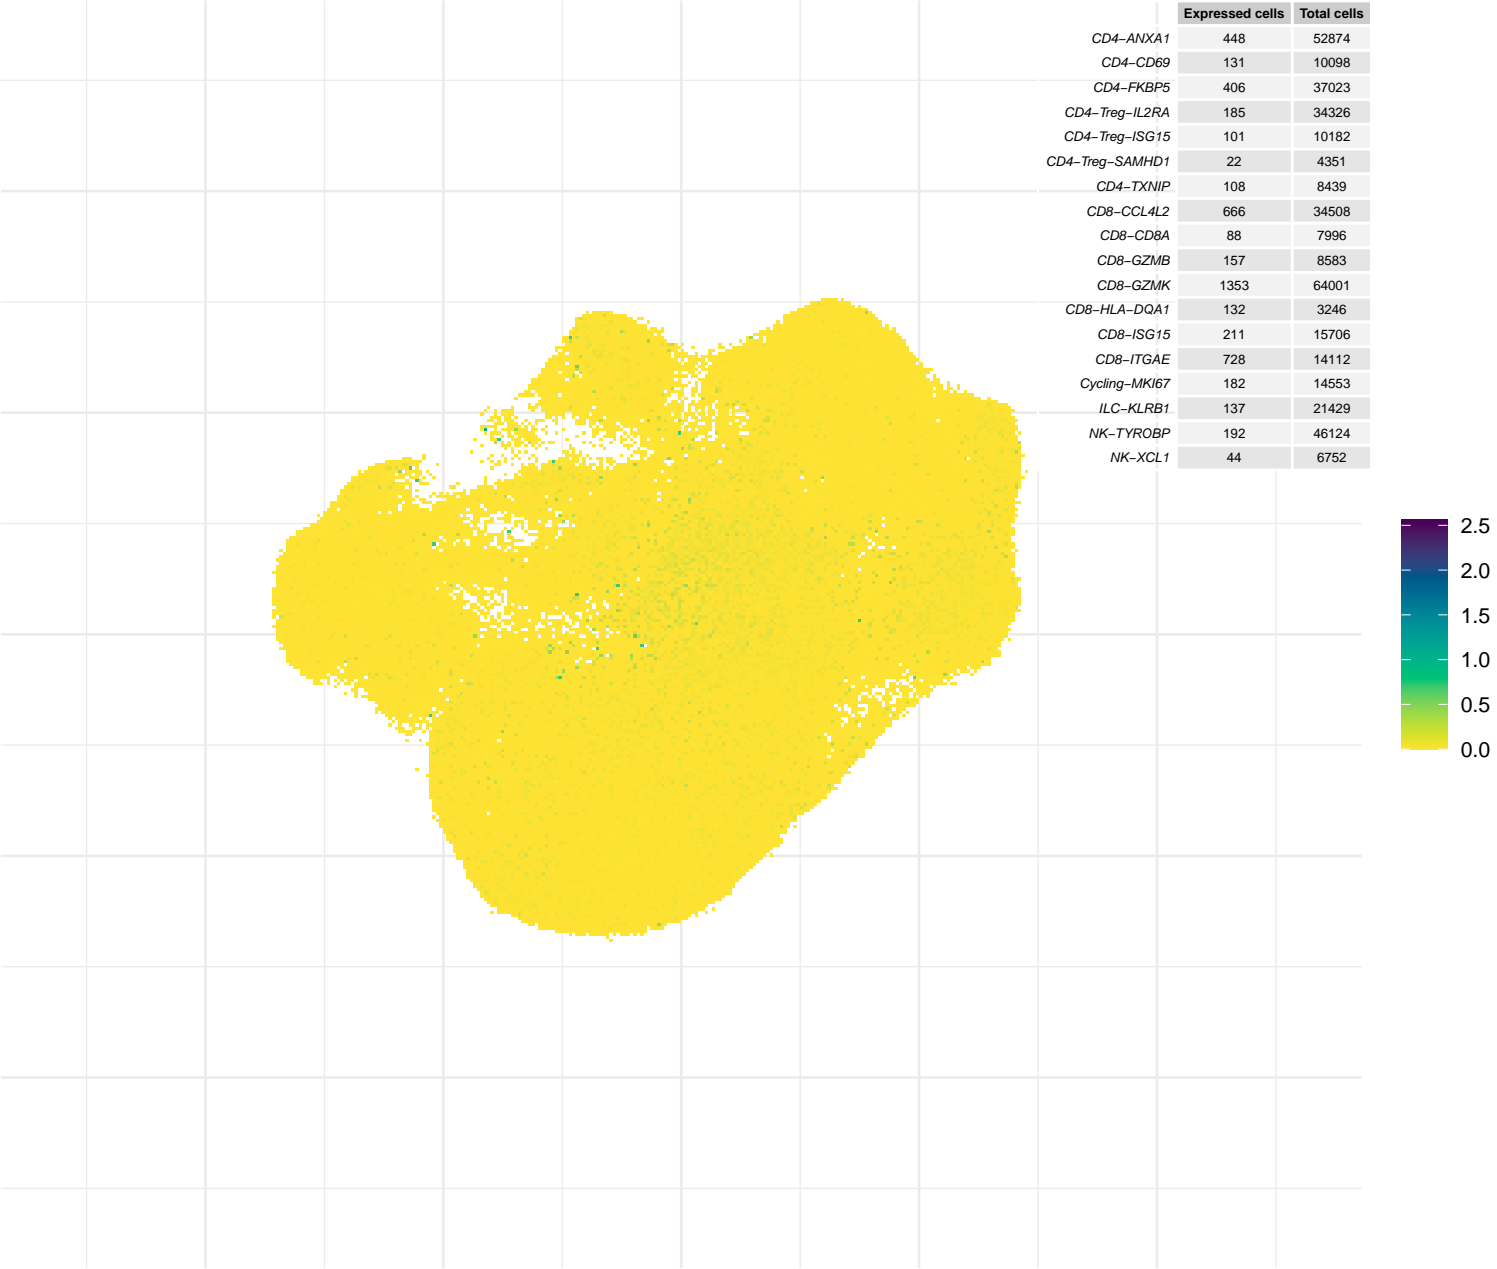 Expressed cells Total cells
CD4−ANXA1 448 52874
CD4−CD69 131 10098
CD4−FKBP5 406 37023
CD4−Treg−IL2RA 185 34326
CD4−Treg−ISG15 101 10182
CD4−Treg−SAMHD1 22 4351
CD4−TXNIP 108 8439
CD8−CCL4L2 666 34508
CD8−CD8A 88 7996
CD8−GZMB 157 8583
CD8−GZMK 1353 64001
CD8−HLA−DQA1 132 3246
CD8−ISG15 211 15706
CD8−ITGAE 728 14112
Cycling−MKI67 182 14553
ILC−KLRB1 137 21429
NK−TYROBP 192 46124
NK−XCL1 44 6752
2.5
2.0
1.5
1.0
0.5
0.0